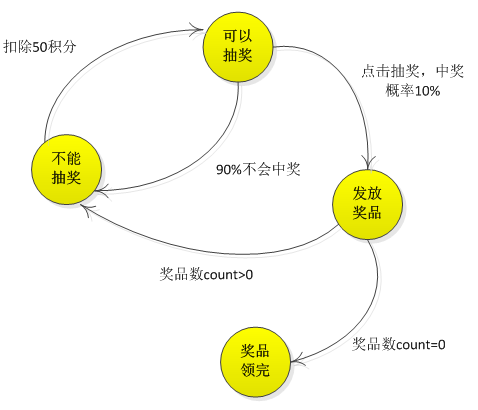 可以
抽奖
扣除50积分
点击抽奖，中奖
概率10%
不能
抽奖
90%不会中奖
发放
奖品
奖品数count>0
奖品数count=0
奖品
领完